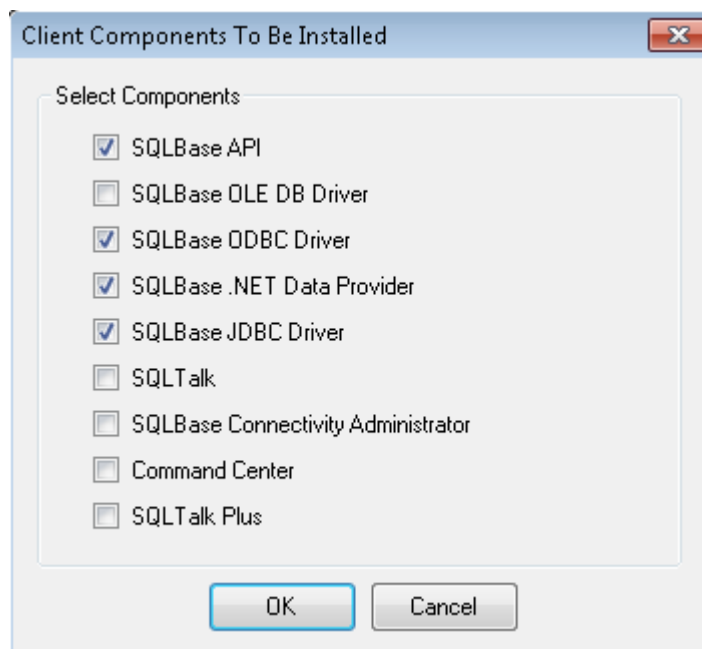 Client Components To Be Installed
Select Components
SQLBase API
SQLBase OLE DB Driver
SQLBase ODBC Driver
SQLBase .NET Data Provider
SQLBase JDBC Driver
SQLTalk
SQLBase Connectivity Administrator
Command Center
SQLTalk Plus
OK Cancel